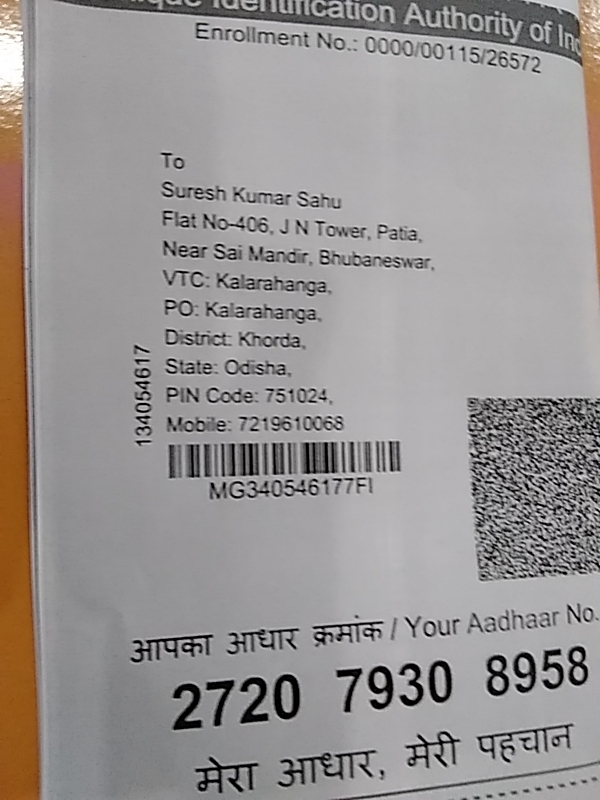 Identification Authority of
Enrollment No.: 0000/00115/26572
To
Suresh Kumar Sahu
Flat No-406, J N Tower, Patia,
Near Sai Mandir, Bhubaneswar,
VTC: Kalarahanga,
PO: Kalarahanga,
District: Khorda,
State: Odisha,
PIN Code: 751024,
Mobile: 7219610068
134054617
MG340546177FI
आपका आधार क्रमांक / Your Aadhaar No.
2720 7930 8958
मेरा आधार, मेरी पहचान